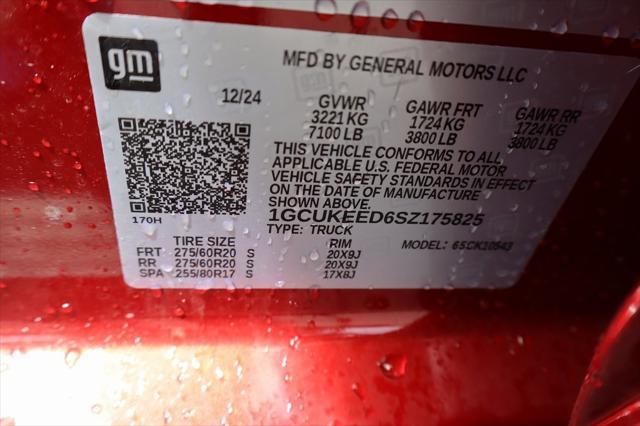 gm
MFD BY GENERAL MOTORS LLC
12/24 GVWR GAWR FRT GAWR RR
3221 KG 1724 KG 1724 KG
7100 LB 3800 LB 3800 LB
THIS VEHICLE CONFORMS TO ALL
APPLICABLE U.S. FEDERAL MOTOR
VEHICLE SAFETY STANDARDS IN EFFECT
ON THE DATE OF MANUFACTURE
SHOWN ABOVE.
170H
1GCUKEED6SZ175825
TYPE: TRUCK
TIRE SIZE RIM MODEL: 6SCK10543
FRT 275/60R20 S 20X9J
RR 275/60R20 S 20X9J
SPA 255/80R17 S 17X8J